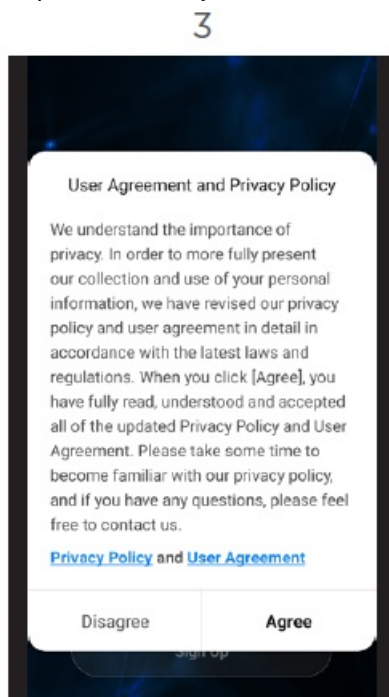 3
User Agreement and Privacy Policy
We understand the importance of
privacy. In order to more fully present
our collection and use of your personal
information, we have revised our privacy
policy and user agreement in detail in
accordance with the latest laws and
regulations. When you click [Agree], you
have fully read, understood and accepted
all of the updated Privacy Policy and User
Agreement. Please take some time to
become familiar with our privacy policy,
and if you have any questions, please feel
free to contact us.
Privacy Policy and User Agreement
Disagree Agree
Sign Up